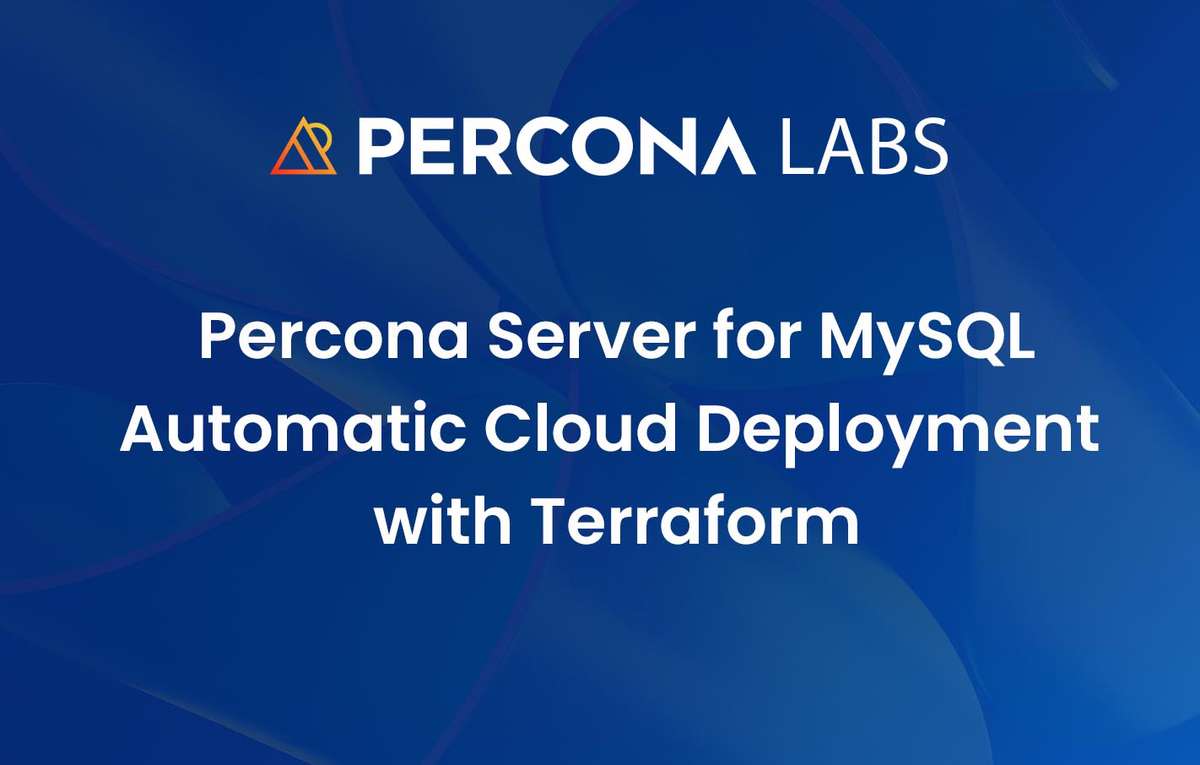 PERCONA LABS
Percona Server for MySQL
Automatic Cloud Deployment
with Terraform